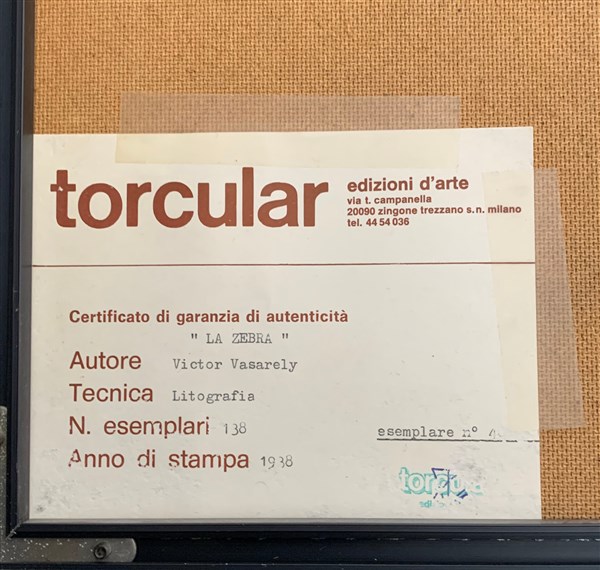 torcular
edizioni d'arte
via t. campanella
20090 zingone trezzano s.n. milano
tel. 44 54 036
Certificato di garanzia di autenticità
" LA ZEBRA "
Autore Victor Vasarely
Tecnica Litografia
N. esemplari 138
esemplare n°
Anno di stampa 1938